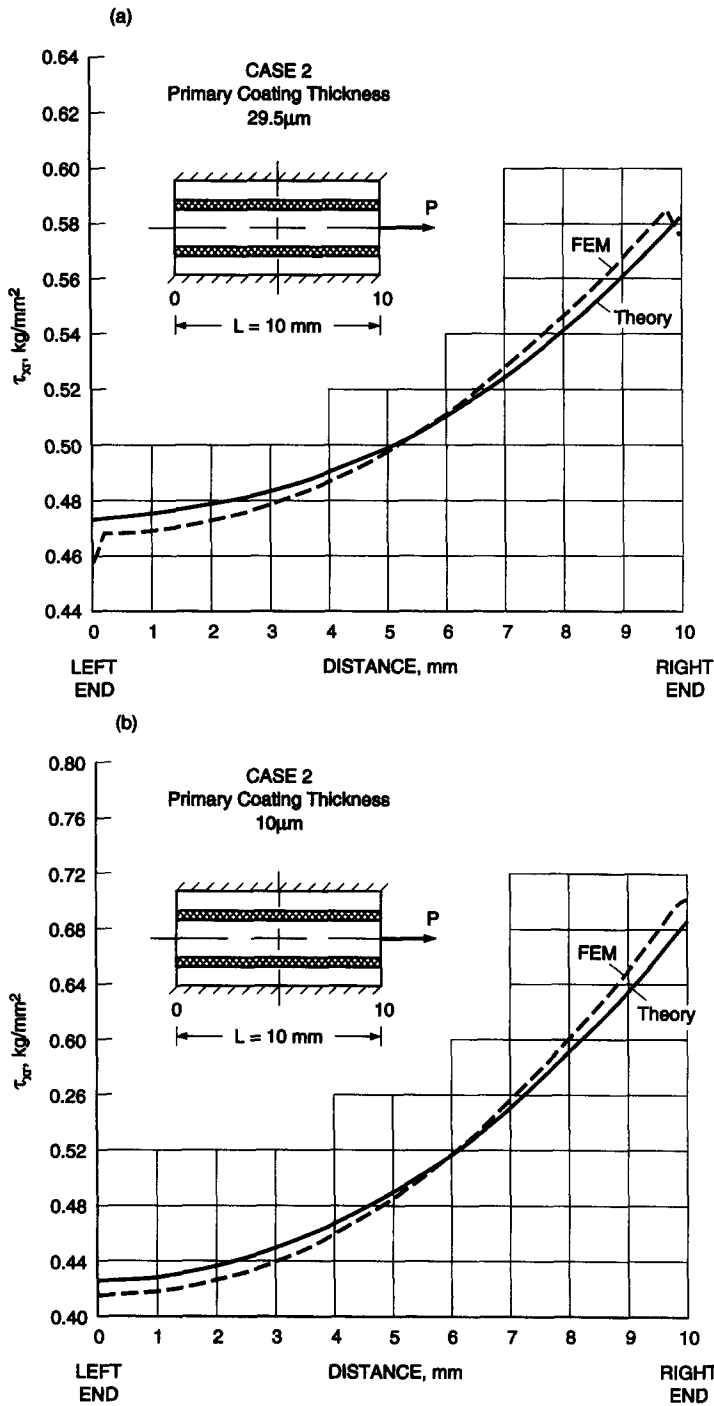 (a)
CASE 2
Primary Coating Thickness
29.5μm
P
0 10
L = 10 mm
FEM
Theory
0.64
0.62
0.60
0.58
0.56
0.54
0.52
0.50
0.48
0.46
0.44
τxr, kg/mm²
0 1 2 3 4 5 6 7 8 9 10
LEFT END
DISTANCE, mm
RIGHT END
(b)
CASE 2
Primary Coating Thickness
10μm
P
0 10
L = 10 mm
FEM
Theory
0.80
0.76
0.72
0.68
0.64
0.60
0.26
0.52
0.48
0.44
0.40
τxr, kg/mm²
0 1 2 3 4 5 6 7 8 9 10
LEFT END
DISTANCE, mm
RIGHT END